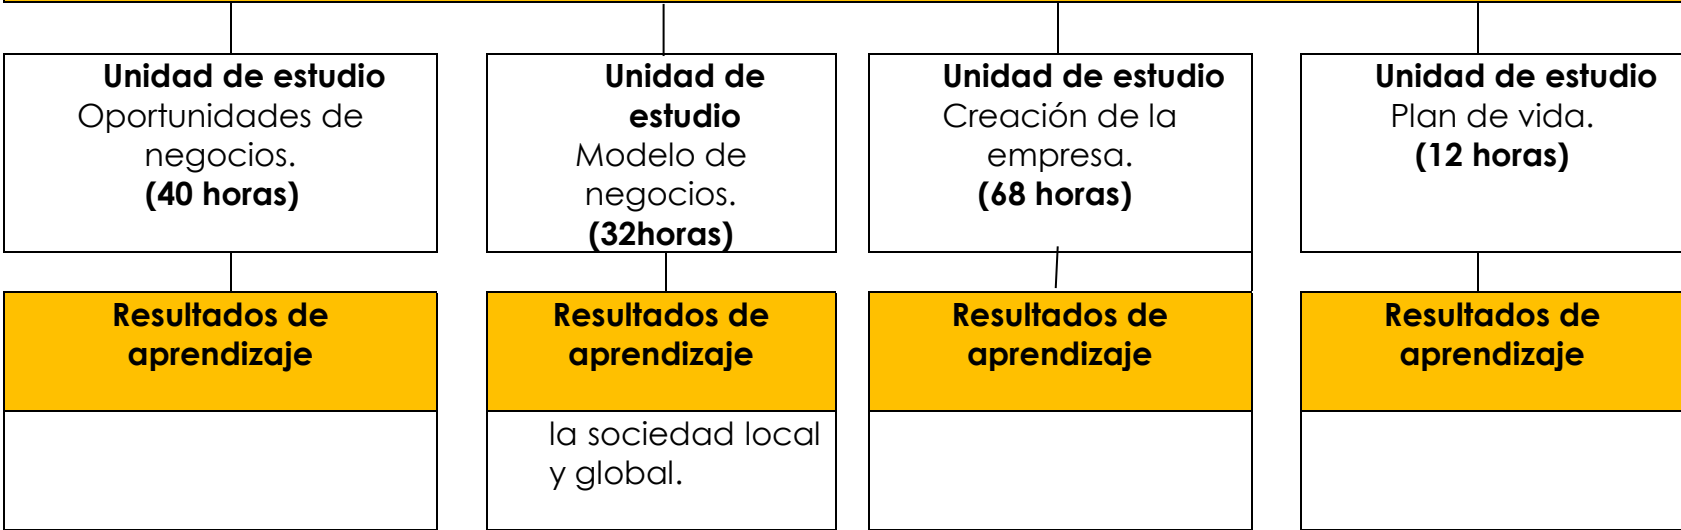 Unidad de estudio
Oportunidades de
negocios.
(40 horas)
Unidad de
estudio
Modelo de
negocios.
(32horas)
Unidad de estudio
Creación de la
empresa.
(68 horas)
Unidad de estudio
Plan de vida.
(12 horas)
Resultados de
aprendizaje
Resultados de
aprendizaje
la sociedad local
y global.
Resultados de
aprendizaje
Resultados de
aprendizaje